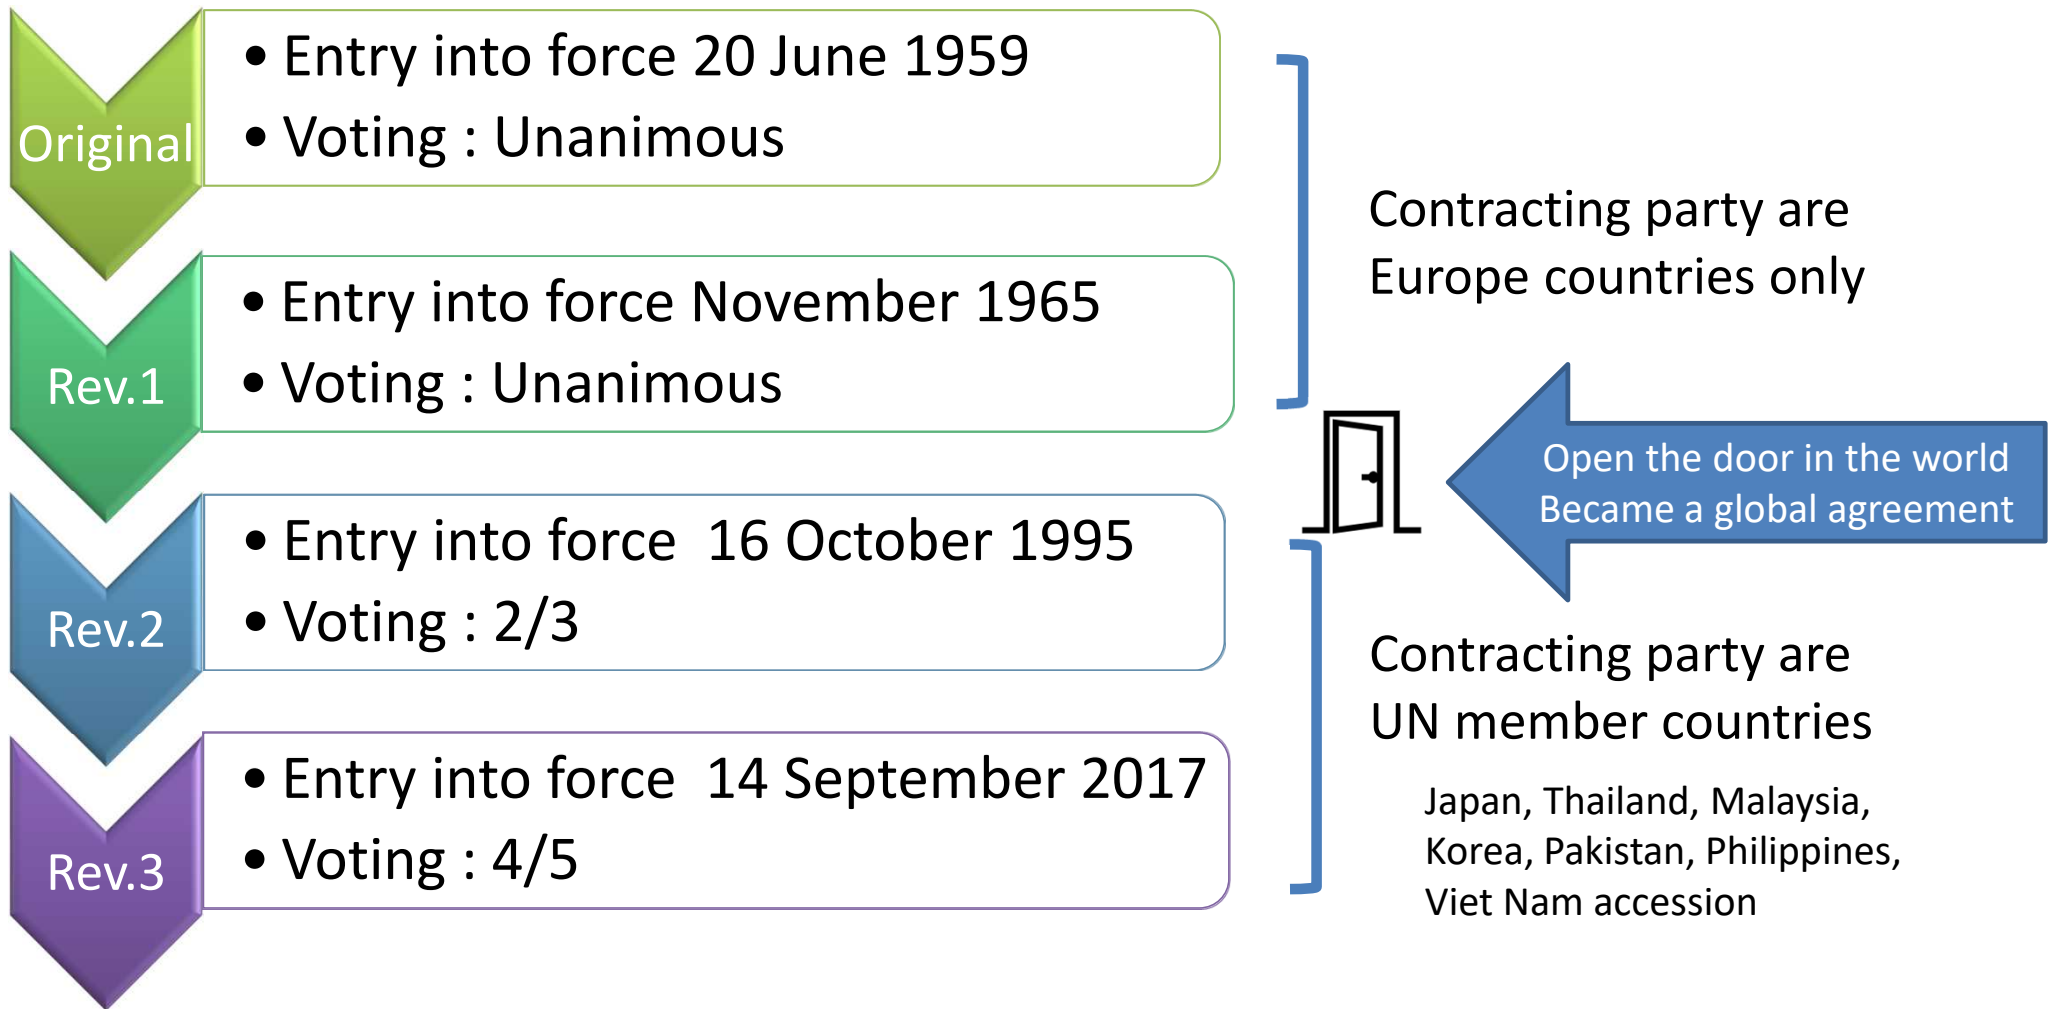 Original
• Entry into force 20 June 1959
• Voting : Unanimous
Rev.1
• Entry into force November 1965
• Voting : Unanimous
Contracting party are
Europe countries only
Open the door in the world
Became a global agreement
Rev.2
• Entry into force  16 October 1995
• Voting : 2/3
Rev.3
• Entry into force  14 September 2017
• Voting : 4/5
Contracting party are
UN member countries
Japan, Thailand, Malaysia,
Korea, Pakistan, Philippines,
Viet Nam accession